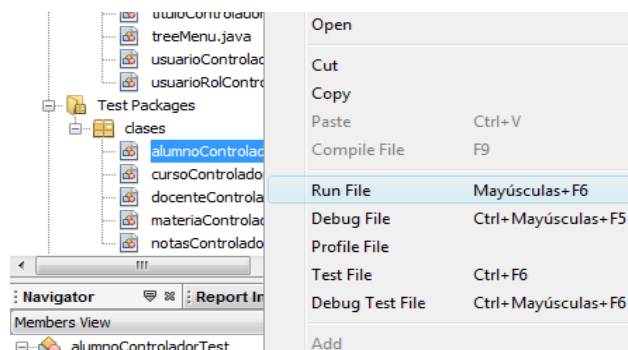 tituloControlador
treeMenu.java
usuarioControlad
usuarioRolContro
Test Packages
clases
alumnoControlad
cursoControlado
docenteControla
materiaControlad
notasControlado
Navigator
Report In
Members View
alumnoControladorTest
Open
Cut
Copy
Paste Ctrl+V
Compile File F9
Run File Mayúsculas+F6
Debug File Ctrl+Mayúsculas+F5
Profile File
Test File Ctrl+F6
Debug Test File Ctrl+Mayúsculas+F6
Add